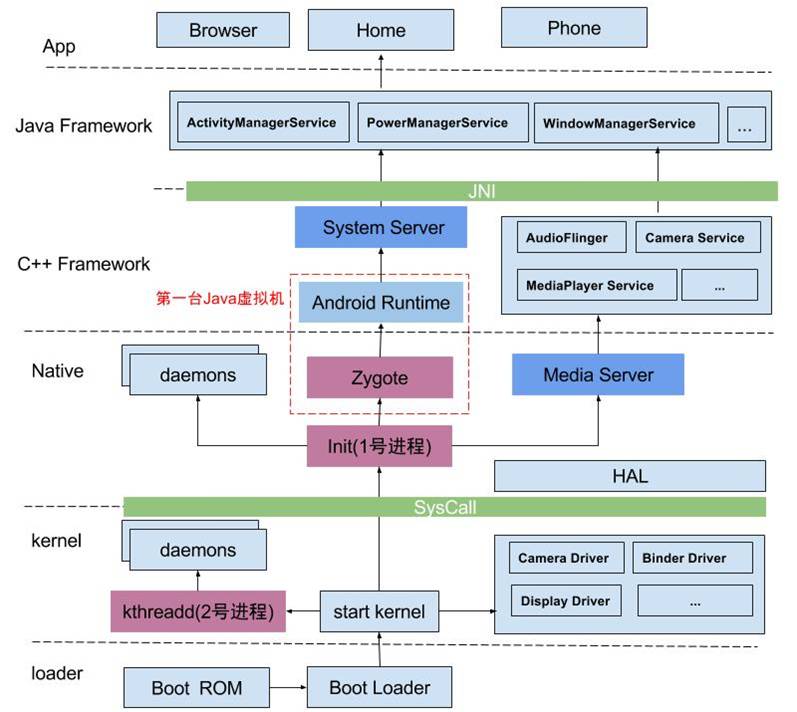 Browser
Home
Phone
App
Java Framework
ActivityManagerService
PowerManagerService
WindowManagerService
...
JNI
System Server
AudioFlinger
Camera Service
C++ Framework
MediaPlayer Service
...
第一台Java虚拟机
Android Runtime
Native
daemons
Zygote
Media Server
Init(1号进程)
HAL
SysCall
kernel
daemons
Camera Driver
Binder Driver
kthreadd(2号进程)
start kernel
Display Driver
...
loader
Boot ROM
Boot Loader